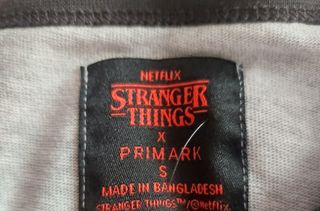 NETFLIX
STRANGER
THINGS
X
PRIMARK
S
MADE IN BANGLADESH
STRANGER THINGS™/©Netflix